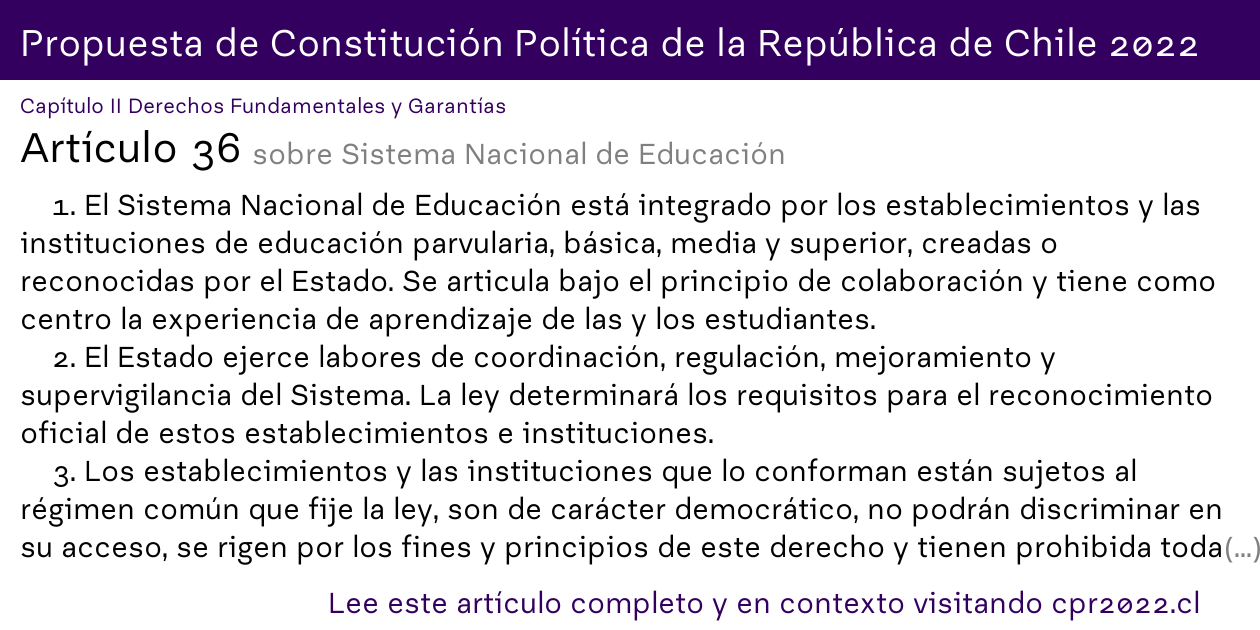 Propuesta de Constitución Política de la República de Chile 2022
Capítulo II Derechos Fundamentales y Garantías
Artículo 36 sobre Sistema Nacional de Educación
1. El Sistema Nacional de Educación está integrado por los establecimientos y las
instituciones de educación parvularia, básica, media y superior, creadas o
reconocidas por el Estado. Se articula bajo el principio de colaboración y tiene como
centro la experiencia de aprendizaje de las y los estudiantes.
2. El Estado ejerce labores de coordinación, regulación, mejoramiento y
supervigilancia del Sistema. La ley determinará los requisitos para el reconocimiento
oficial de estos establecimientos e instituciones.
3. Los establecimientos y las instituciones que lo conforman están sujetos al
régimen común que fije la ley, son de carácter democrático, no podrán discriminar en
su acceso, se rigen por los fines y principios de este derecho y tienen prohibida toda(...)
Lee este artículo completo y en contexto visitando cpr2022.cl